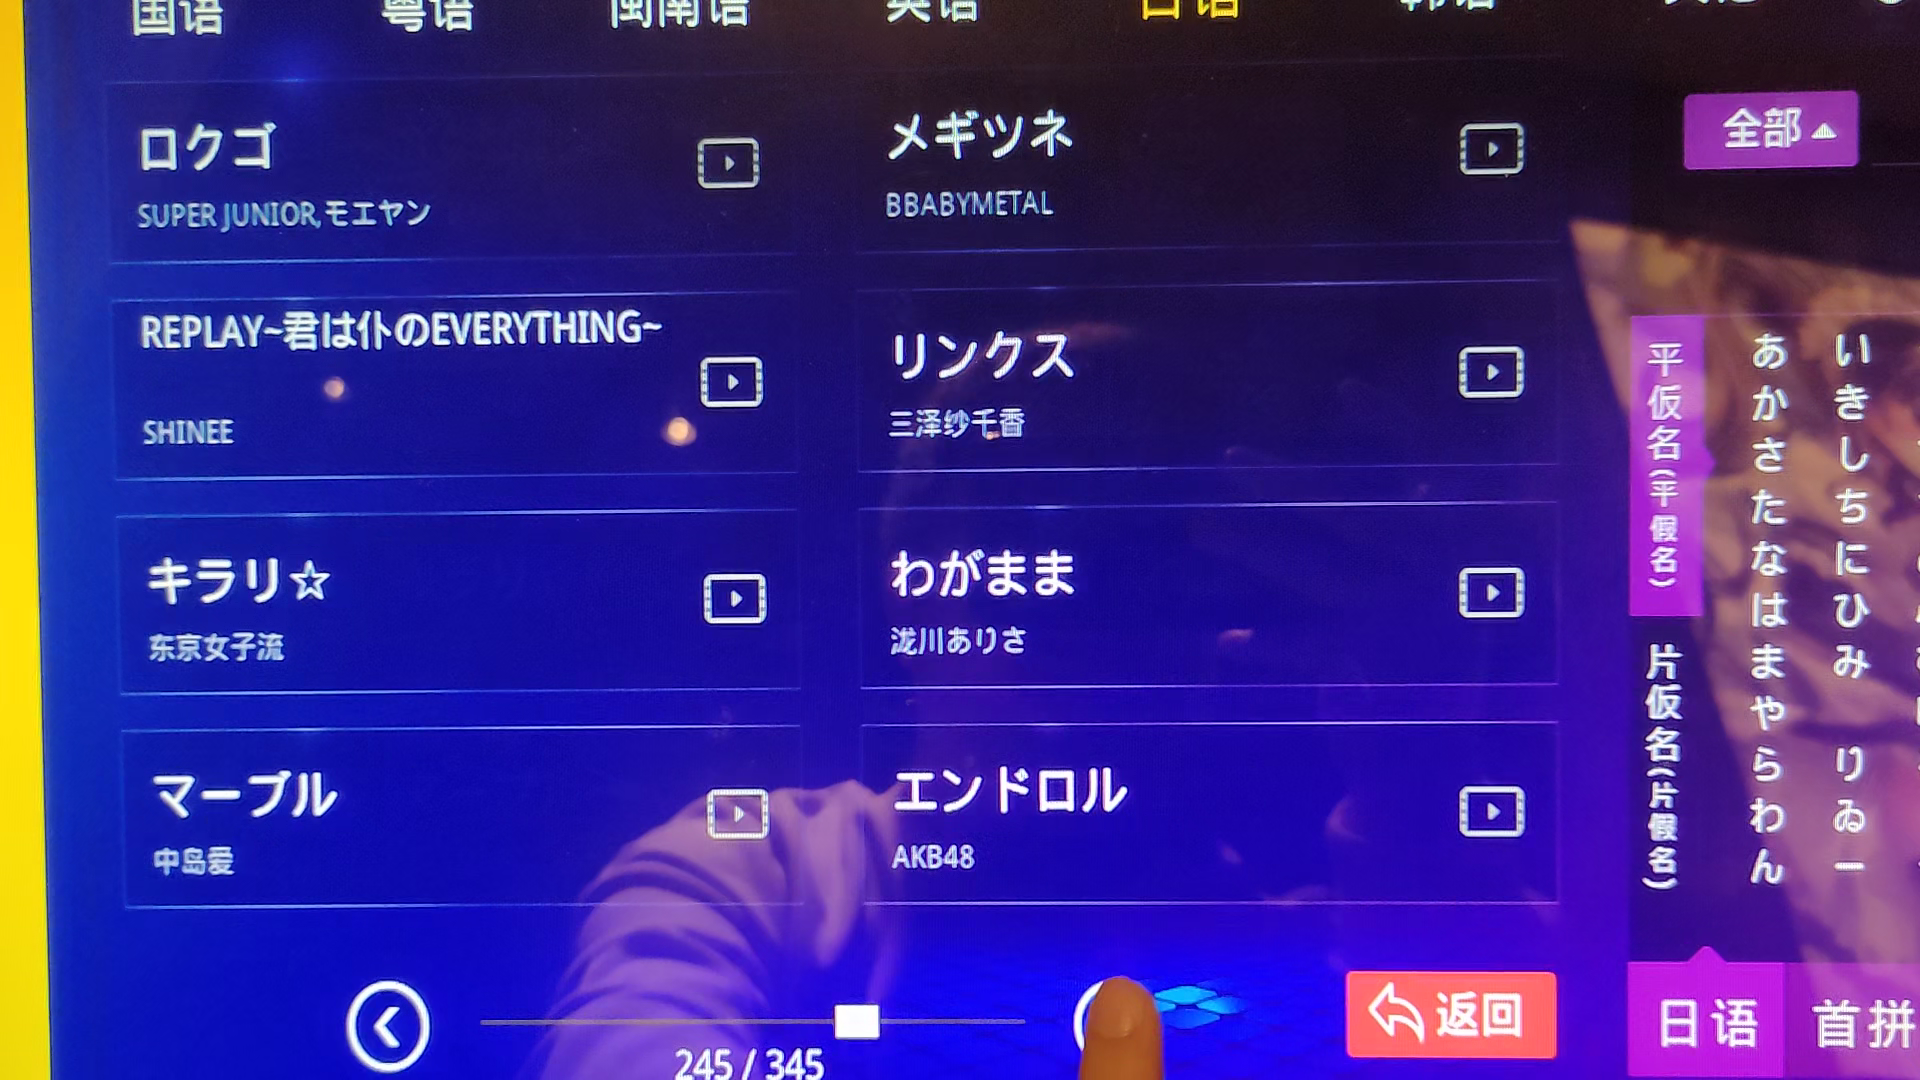 国语 粤语 闽南语 英语 日语 韩语
ロクゴ
SUPER JUNIOR,モエヤン
メギツネ
BBABYMETAL
REPLAY~君は仆のEVERYTHING~
SHINEE
リンクス
三泽纱千香
キラリ☆
东京女子流
わがまま
泷川ありさ
マーブル
中岛爱
エンドロル
AKB48
245 / 345
返回
全部
平仮名(平假名)
片仮名(片假名)
あかさたなはまやらわん
いきしちにひみ りゐー
日语
首拼